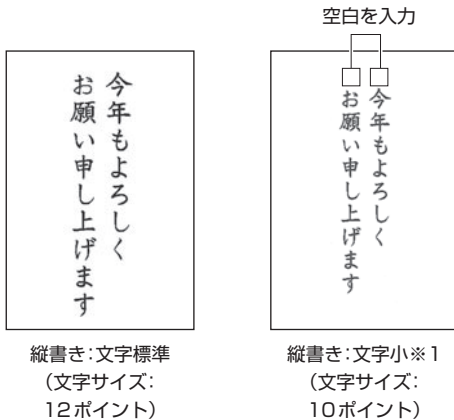 空白を入力
今年もよろしく
お願い申し上げます
今年もよろしく
お願い申し上げます
縦書き:文字標準
(文字サイズ:
12ポイント)
縦書き:文字小※1
(文字サイズ:
10ポイント)